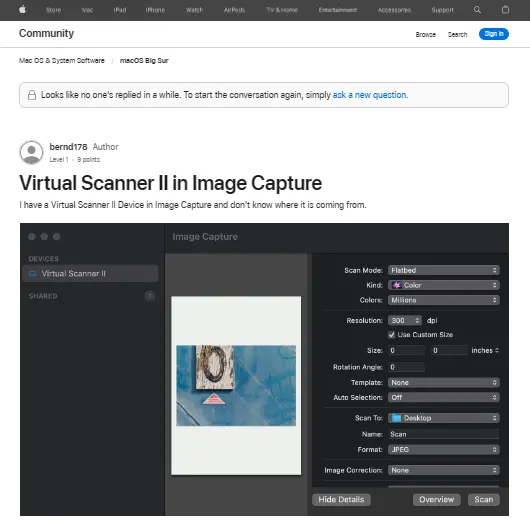 Store Mac iPad iPhone Watch AirPods TV & Home Entertainment Accessories Support
Community
Browse Search Sign in
Mac OS & System Software / macOS Big Sur
Looks like no one's replied in a while. To start the conversation again, simply ask a new question.
bernd178 Author
Level 1 · 9 points
Virtual Scanner II in Image Capture
I have a Virtual Scanner II Device in Image Capture and don't know where it is coming from.
Image Capture
DEVICES
Virtual Scanner II
SHARED
0
Scan Mode: Flatbed
Kind: Color
Colors: Millions
Resolution: 300 dpi
Use Custom Size
Size: 0 0 inches
Rotation Angle: 0
Template: None
Auto Selection: Off
Scan To: Desktop
Name: Scan
Format: JPEG
Image Correction: None
Hide Details Overview Scan